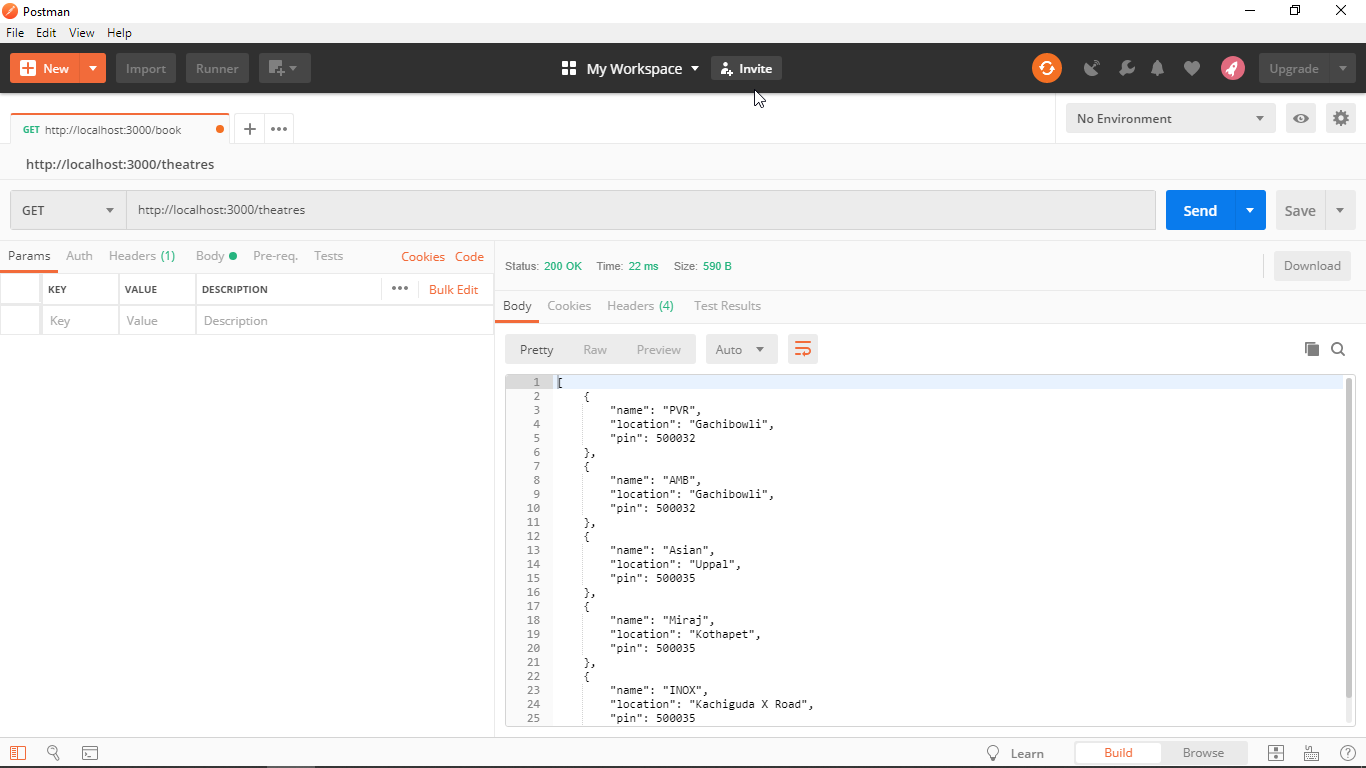 Postman
File Edit View Help
New Import Runner My Workspace Invite Upgrade
GET http://localhost:3000/book + ••• No Environment
http://localhost:3000/theatres
GET http://localhost:3000/theatres Send Save
Params Auth Headers (1) Body Pre-req. Tests Cookies Code
KEY VALUE DESCRIPTION ••• Bulk Edit
Key Value Description
Status: 200 OK Time: 22 ms Size: 590 B Download
Body Cookies Headers (4) Test Results
Pretty Raw Preview Auto
1 [
2 {
3 "name": "PVR",
4 "location": "Gachibowli",
5 "pin": 500032
6 },
7 {
8 "name": "AMB",
9 "location": "Gachibowli",
10 "pin": 500032
11 },
12 {
13 "name": "Asian",
14 "location": "Uppal",
15 "pin": 500035
16 },
17 {
18 "name": "Miraj",
19 "location": "Kothapet",
20 "pin": 500035
21 },
22 {
23 "name": "INOX",
24 "location": "Kachiguda X Road",
25 "pin": 500035
Learn Build Browse ?